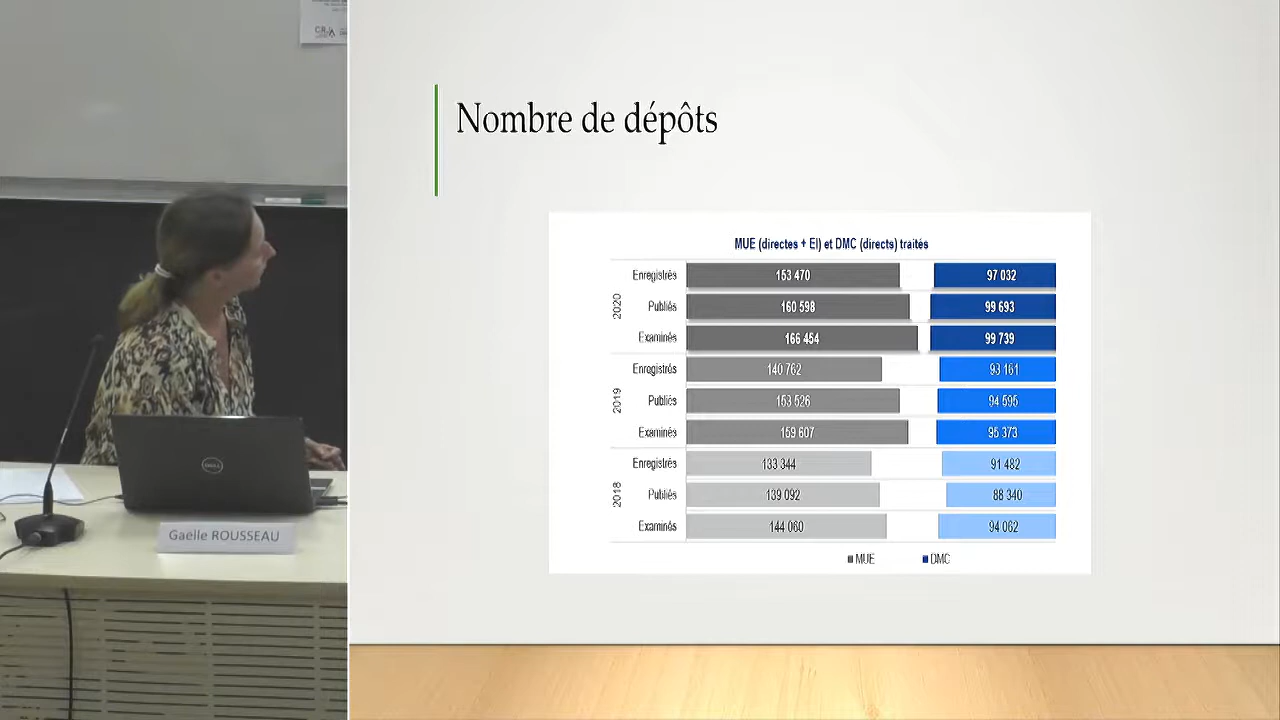 Nombre de dépôts
MUE (directes + EI) et DMC (directs) traités
2020
Enregistrés 153 470 97 032
Publiés 160 598 99 693
Examinés 166 454 99 739
2019
Enregistrés 140 762 93 161
Publiés 153 526 94 595
Examinés 159 607 95 373
2018
Enregistrés 133 344 91 482
Publiés 139 092 88 340
Examinés 144 060 94 062
MUE DMC
DELL
Gaëlle ROUSSEAU